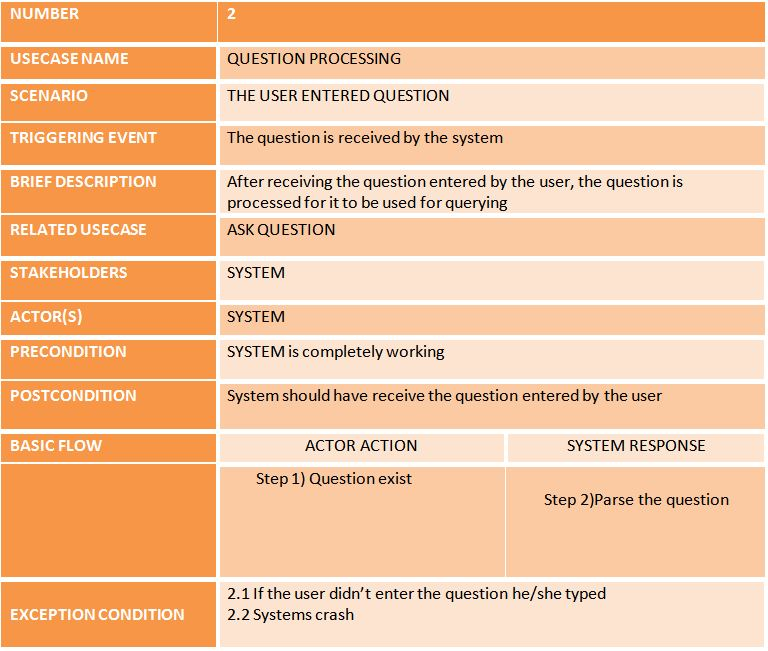 NUMBER 2
USECASE NAME QUESTION PROCESSING
SCENARIO THE USER ENTERED QUESTION
TRIGGERING EVENT The question is received by the system
BRIEF DESCRIPTION After receiving the question entered by the user, the question is
processed for it to be used for querying
RELATED USECASE ASK QUESTION
STAKEHOLDERS SYSTEM
ACTOR(S) SYSTEM
PRECONDITION SYSTEM is completely working
POSTCONDITION System should have receive the question entered by the user
BASIC FLOW ACTOR ACTION SYSTEM RESPONSE
Step 1) Question exist
Step 2)Parse the question
EXCEPTION CONDITION
2.1 If the user didn't enter the question he/she typed
2.2 Systems crash